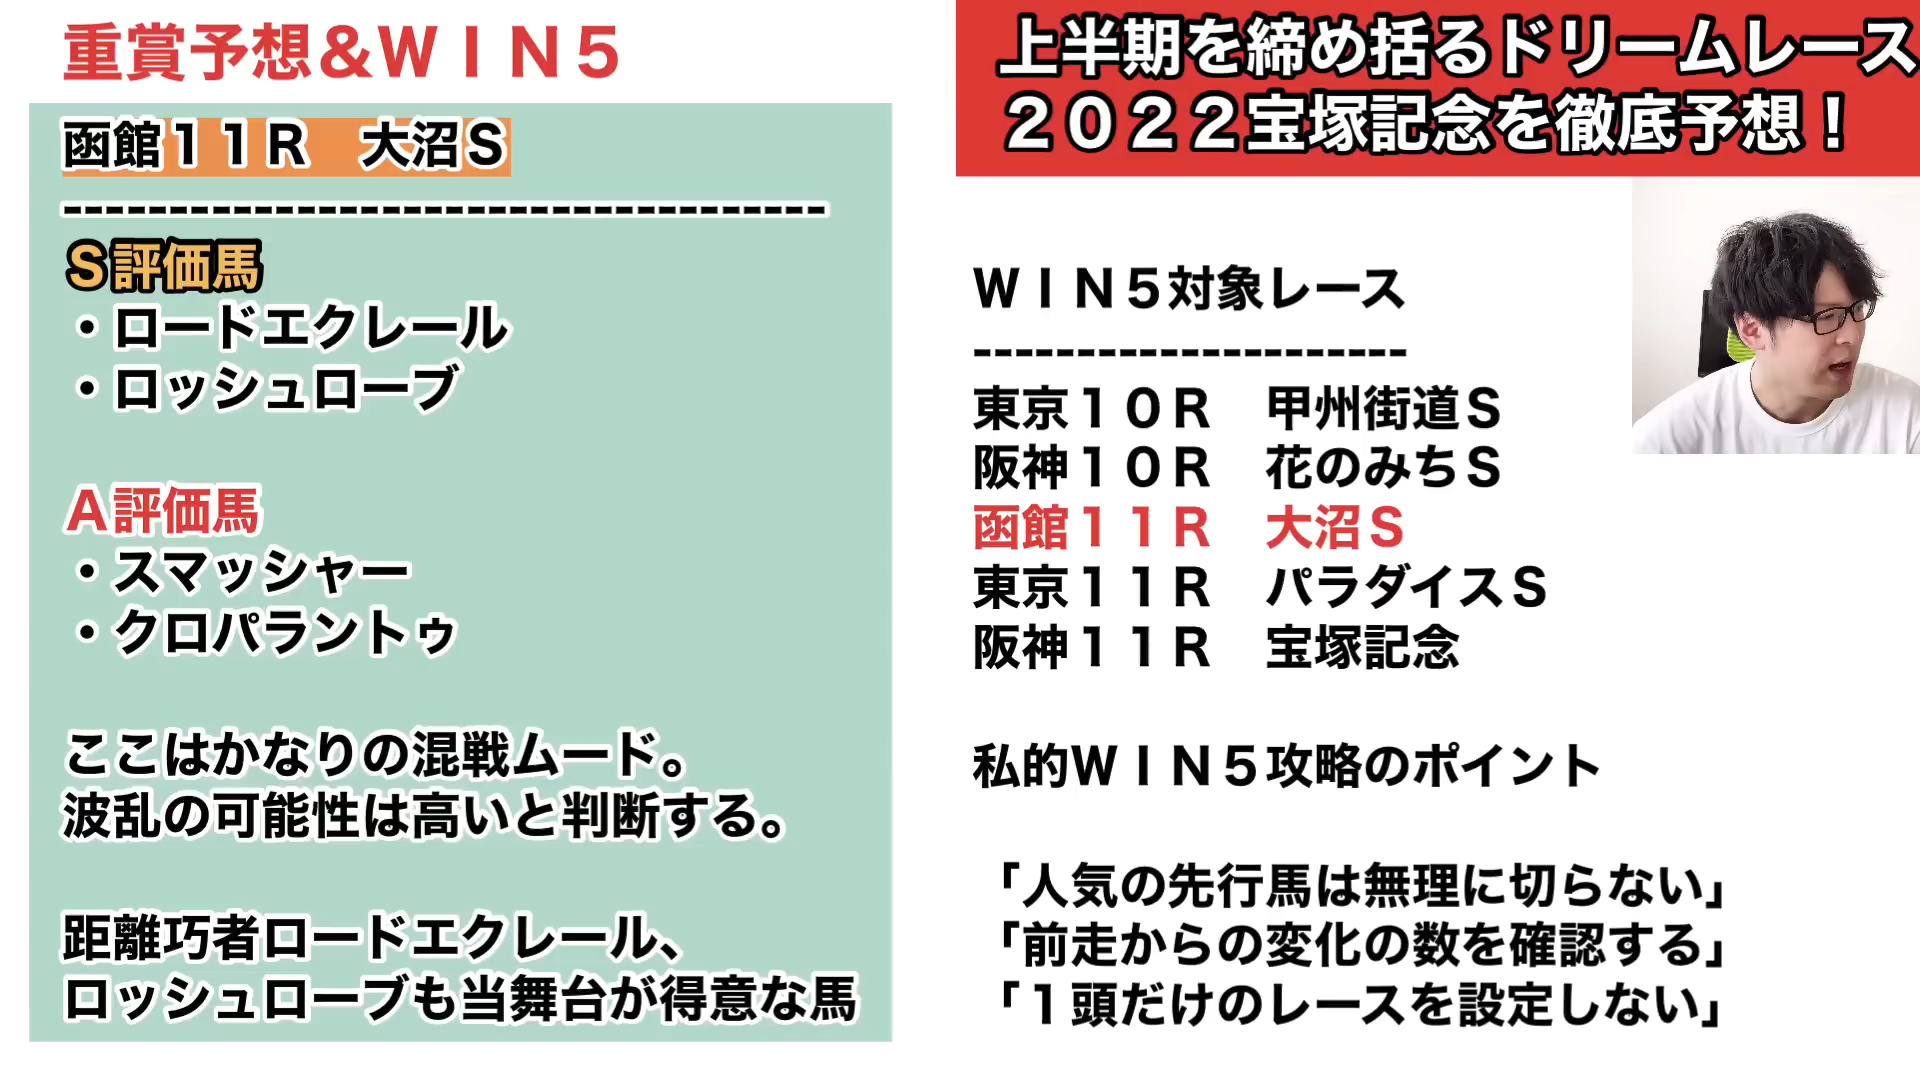 重賞予想&ＷＩＮ５
函館１１Ｒ　大沼Ｓ
-------------------------------------
Ｓ評価馬
・ロードエクレール
・ロッシュローブ
Ａ評価馬
・スマッシャー
・クロパラントゥ
ここはかなりの混戦ムード。
波乱の可能性は高いと判断する。
距離巧者ロードエクレール、
ロッシュローブも当舞台が得意な馬
上半期を締め括るドリームレース
２０２２宝塚記念を徹底予想！
ＷＩＮ５対象レース
---------------------
東京１０Ｒ　甲州街道Ｓ
阪神１０Ｒ　花のみちＳ
函館１１Ｒ　大沼Ｓ
東京１１Ｒ　パラダイスＳ
阪神１１Ｒ　宝塚記念
私的ＷＩＮ５攻略のポイント
「人気の先行馬は無理に切らない」
「前走からの変化の数を確認する」
「１頭だけのレースを設定しない」